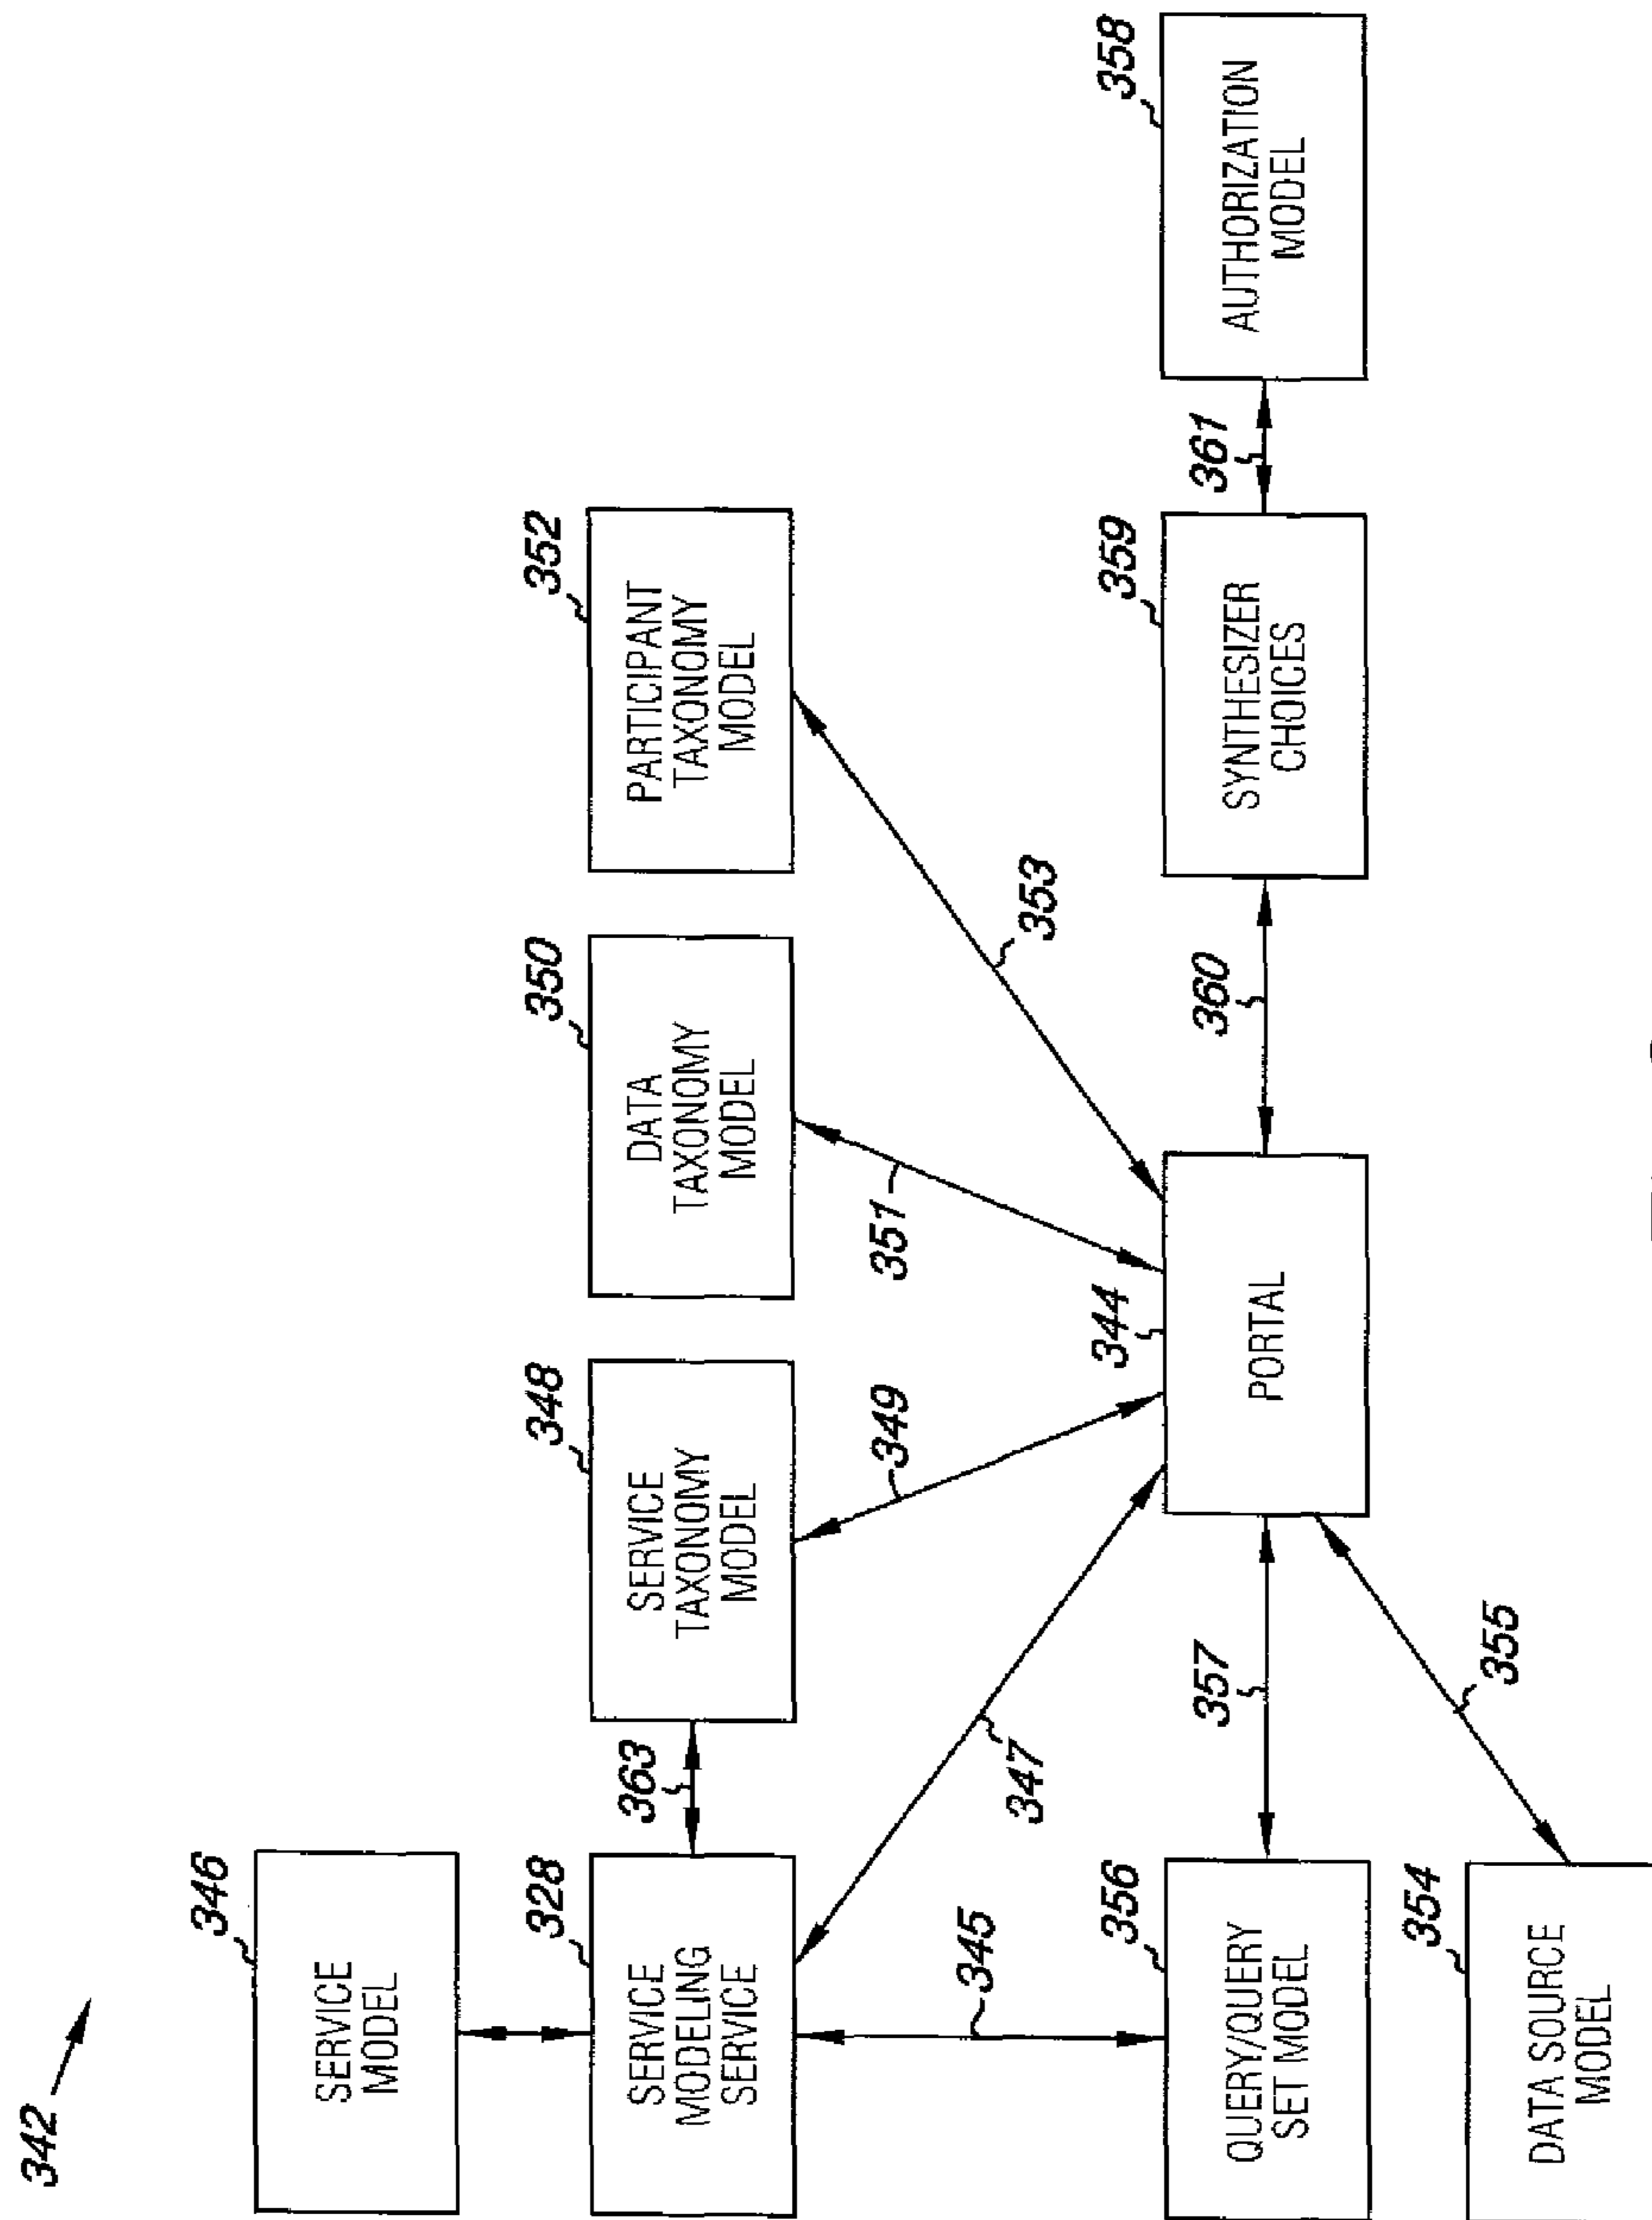 342
346
SERVICE
MODEL
328
SERVICE
MODELING
SERVICE
363
348
SERVICE
TAXONOMY
MODEL
350
DATA
TAXONOMY
MODEL
352
PARTICIPANT
TAXONOMY
MODEL
345
347
349
351
353
356
QUERY/QUERY
SET MODEL
357
344
PORTAL
360
359
SYNTHESIZER
CHOICES
361
358
AUTHORIZATION
MODEL
354
DATA SOURCE
MODEL
355